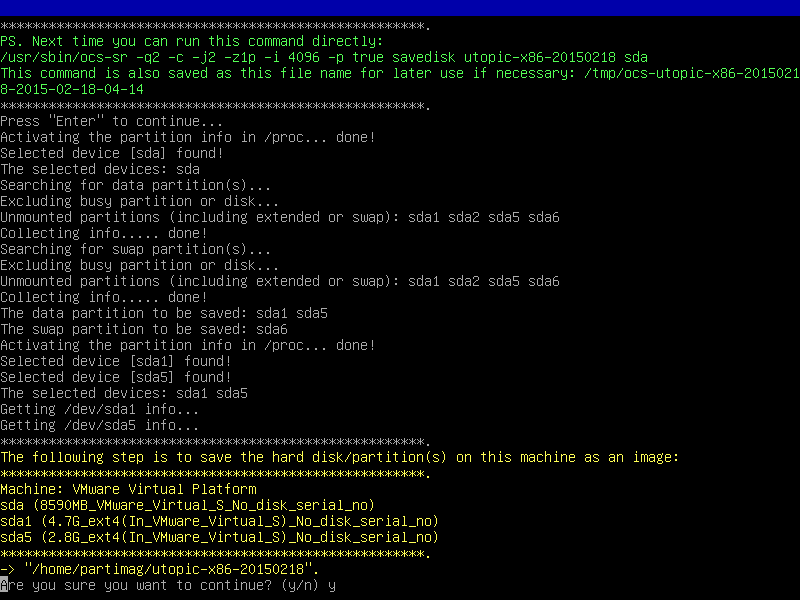 *****************************************************.
PS. Next time you can run this command directly:
/usr/sbin/ocs-sr -q2 -c -j2 -z1p -i 4096 -p true savedisk utopic-x86-20150218 sda
This command is also saved as this file name for later use if necessary: /tmp/ocs-utopic-x86-2015021
8-2015-02-18-04-14
*****************************************************.
Press "Enter" to continue...
Activating the partition info in /proc... done!
Selected device [sda] found!
The selected devices: sda
Searching for data partition(s)...
Excluding busy partition or disk...
Unmounted partitions (including extended or swap): sda1 sda2 sda5 sda6
Collecting info..... done!
Searching for swap partition(s)...
Excluding busy partition or disk...
Unmounted partitions (including extended or swap): sda1 sda2 sda5 sda6
Collecting info..... done!
The data partition to be saved: sda1 sda5
The swap partition to be saved: sda6
Activating the partition info in /proc... done!
Selected device [sda1] found!
Selected device [sda5] found!
The selected devices: sda1 sda5
Getting /dev/sda1 info...
Getting /dev/sda5 info...
*****************************************************.
The following step is to save the hard disk/partition(s) on this machine as an image:
*****************************************************.
Machine: VMware Virtual Platform
sda (8590MB_VMware_Virtual_S_No_disk_serial_no)
sda1 (4.7G_ext4(In_VMware_Virtual_S)_No_disk_serial_no)
sda5 (2.8G_ext4(In_VMware_Virtual_S)_No_disk_serial_no)
*****************************************************.
-> "/home/partimag/utopic-x86-20150218".
Are you sure you want to continue? (y/n) y